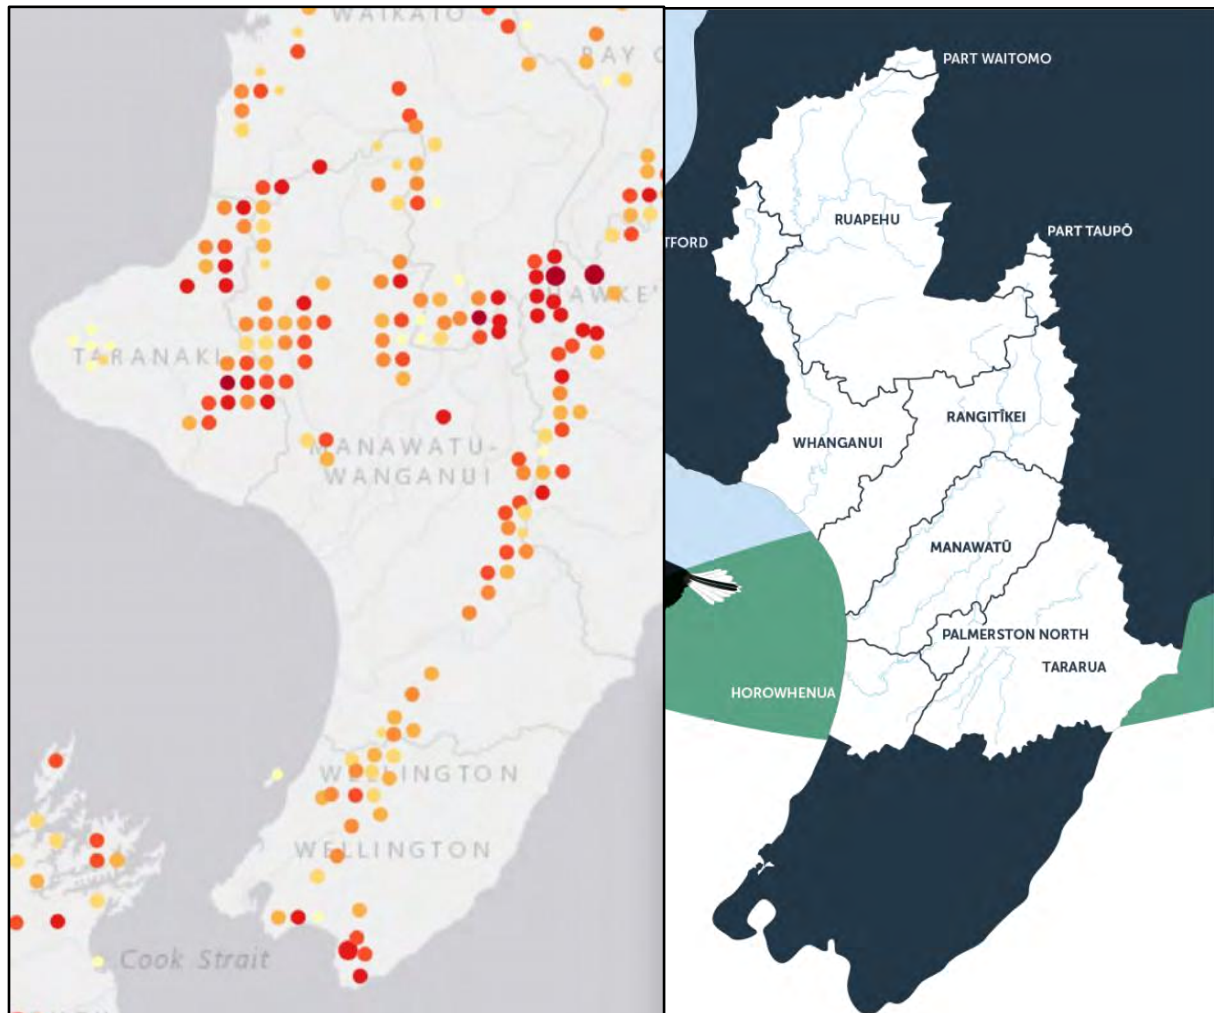 WAIKATO
BAY O
HAWKE'
TARANAKI
MANAWATU-
WANGANUI
WELLINGTON
WELLINGTON
Cook Strait
PART WAITOMO
RUAPEHU
TFORD
PART TAUPŌ
RANGITĪKEI
WHANGANUI
MANAWATŪ
PALMERSTON NORTH
TARARUA
HOROWHENUA